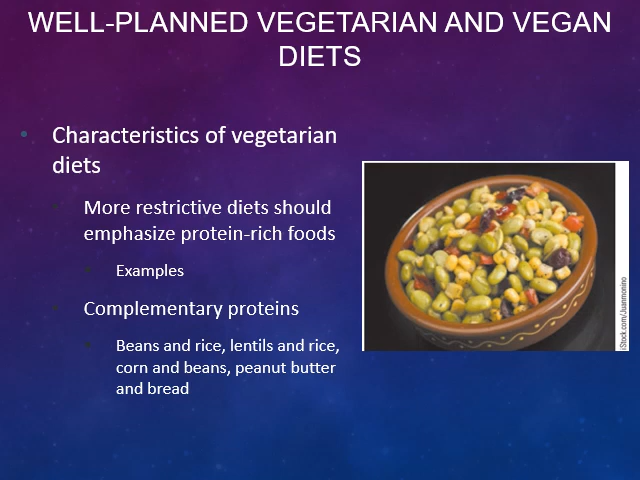 WELL-PLANNED VEGETARIAN AND VEGAN
DIETS
• Characteristics of vegetarian
diets
• More restrictive diets should
emphasize protein-rich foods
• Examples
• Complementary proteins
• Beans and rice, lentils and rice,
corn and beans, peanut butter
and bread
iStock.com/Juanmonino